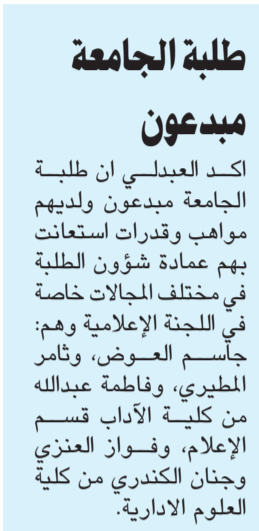 طلبة الجامعة
مبدعون
اكد العبدلي ان طلبة
الجامعة مبدعون ولديهم
مواهب وقدرات استعانت
بهم عمادة شؤون الطلبة
في مختلف المجالات خاصة
في اللجنة الإعلامية وهم:
جاسم العوض، وثامر
المطيري، وفاطمة عبدالله
من كلية الآداب قسم
الإعلام، وفواز العنزي
وجنان الكندري من كلية
العلوم الادارية.